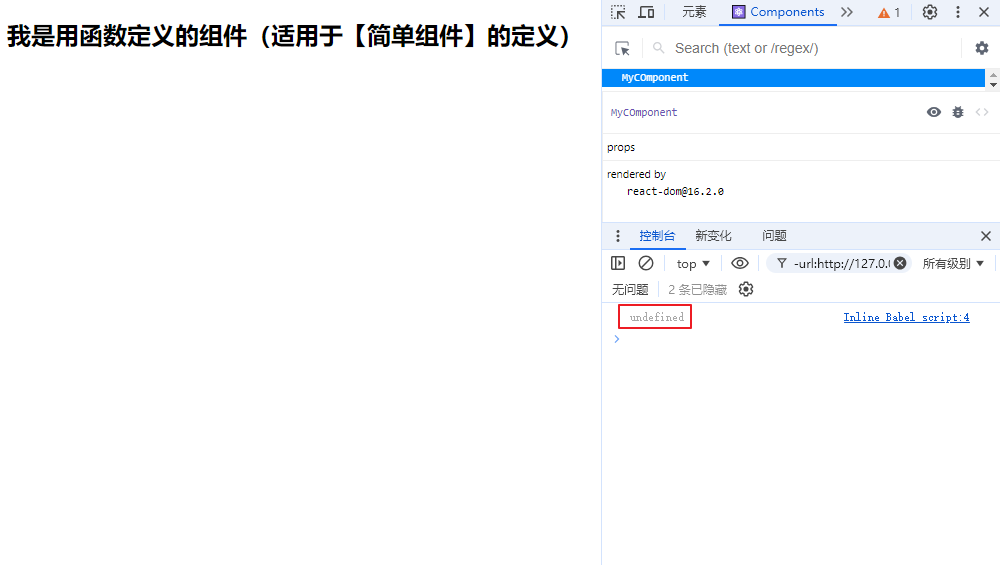 我是用函数定义的组件（适用于【简单组件】的定义）
元素
Components
1
Search (text or /regex/)
MyCOmponent
MyCOmponent
props
rendered by
react-dom@16.2.0
控制台 新变化 问题
top
-url:http://127.0.
所有级别
无问题
2 条已隐藏
undefined
Inline Babel script:4